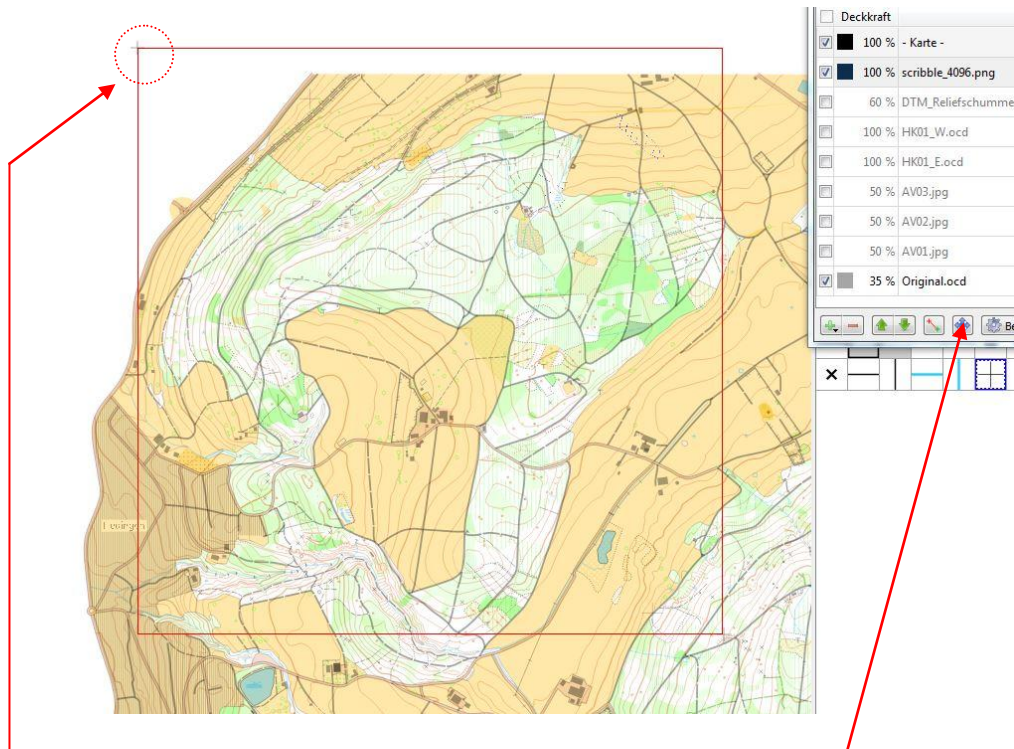 Deckkraft
100 % - Karte -
100 % scribble_4096.png
60 % DTM_Reliefschumme
100 % HK01_W.ocd
100 % HK01_E.ocd
50 % AV03.jpg
50 % AV02.jpg
50 % AV01.jpg
35 % Original.ocd
Be